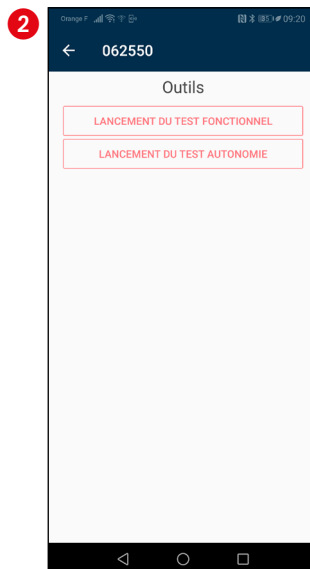 2
Orange F 09:20
062550
Outils
LANCEMENT DU TEST FONCTIONNEL
LANCEMENT DU TEST AUTONOMIE